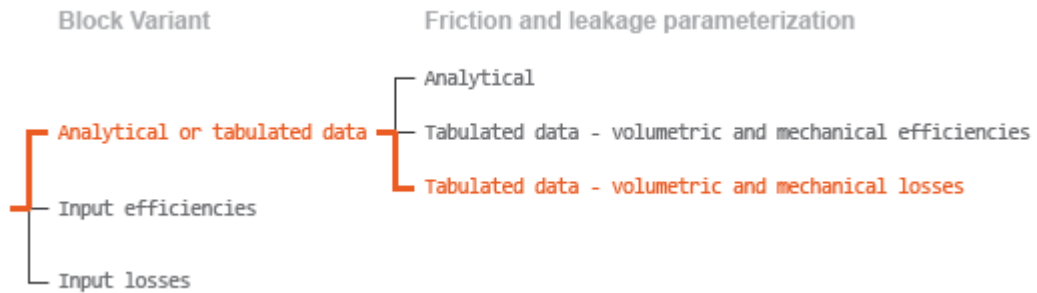 Block Variant
Friction and leakage parameterization
Analytical
Analytical or tabulated data
Tabulated data - volumetric and mechanical efficiencies
Tabulated data - volumetric and mechanical losses
Input efficiencies
Input losses